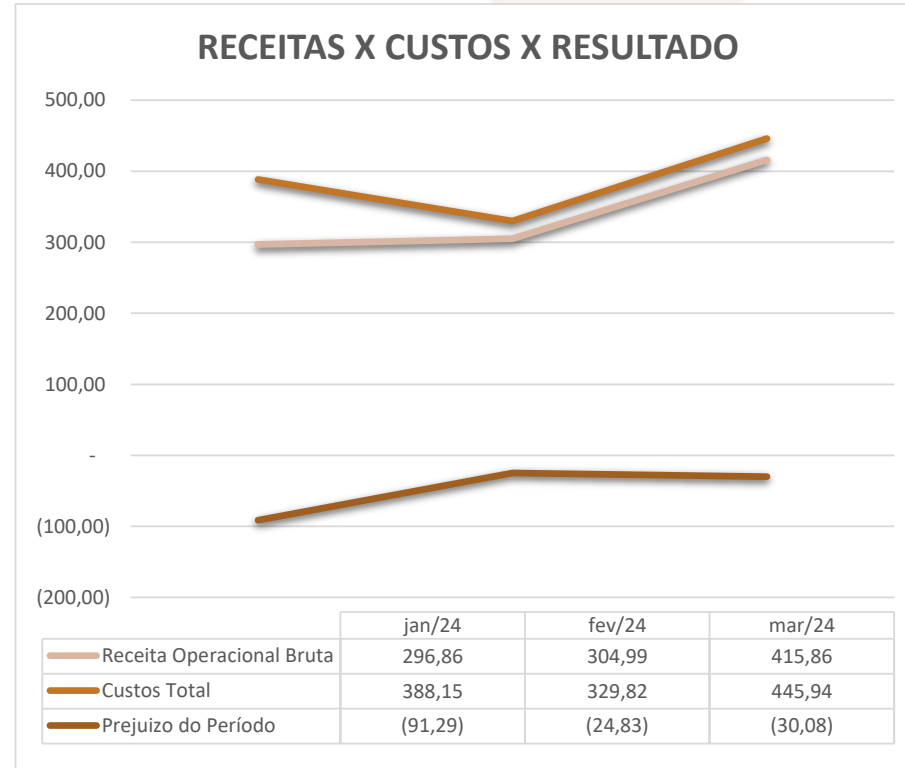 RECEITAS X CUSTOS X RESULTADO
500,00
400,00
300,00
200,00
100,00
-
(100,00)
(200,00)
jan/24 fev/24 mar/24
Receita Operacional Bruta 296,86 304,99 415,86
Custos Total 388,15 329,82 445,94
Prejuizo do Período (91,29) (24,83) (30,08)